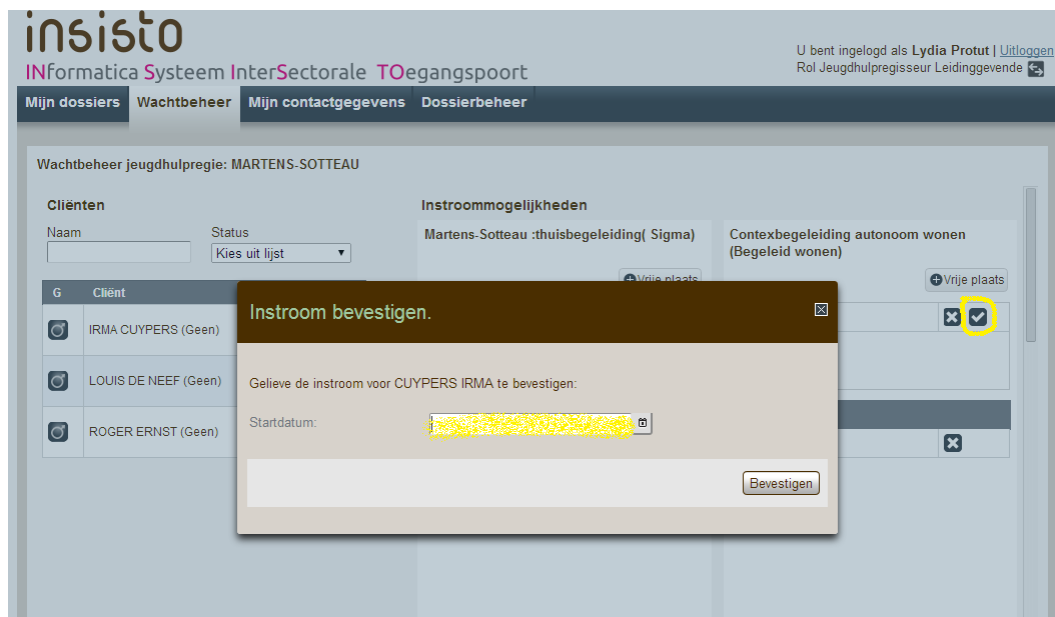 insisto
INformatica Systeem InterSectorale TOegangspoort
U bent ingelogd als Lydia Protut | Uitloggen
Rol Jeugdhulpregisseur Leidinggevende
Mijn dossiers Wachtbeheer Mijn contactgegevens Dossierbeheer
Wachtbeheer jeugdhulpregie: MARTENS-SOTTEAU
Cliënten
Instroommogelijkheden
Naam Status
Kies uit lijst
Martens-Sotteau :thuisbegeleiding( Sigma)
Vrije plaats
Contexbegeleiding autonoom wonen
(Begeleid wonen)
Vrije plaats
G Cliënt
IRMA CUYPERS (Geen)
LOUIS DE NEEF (Geen)
ROGER ERNST (Geen)
Instroom bevestigen.
Gelieve de instroom voor CUYPERS IRMA te bevestigen:
Startdatum:
Bevestigen